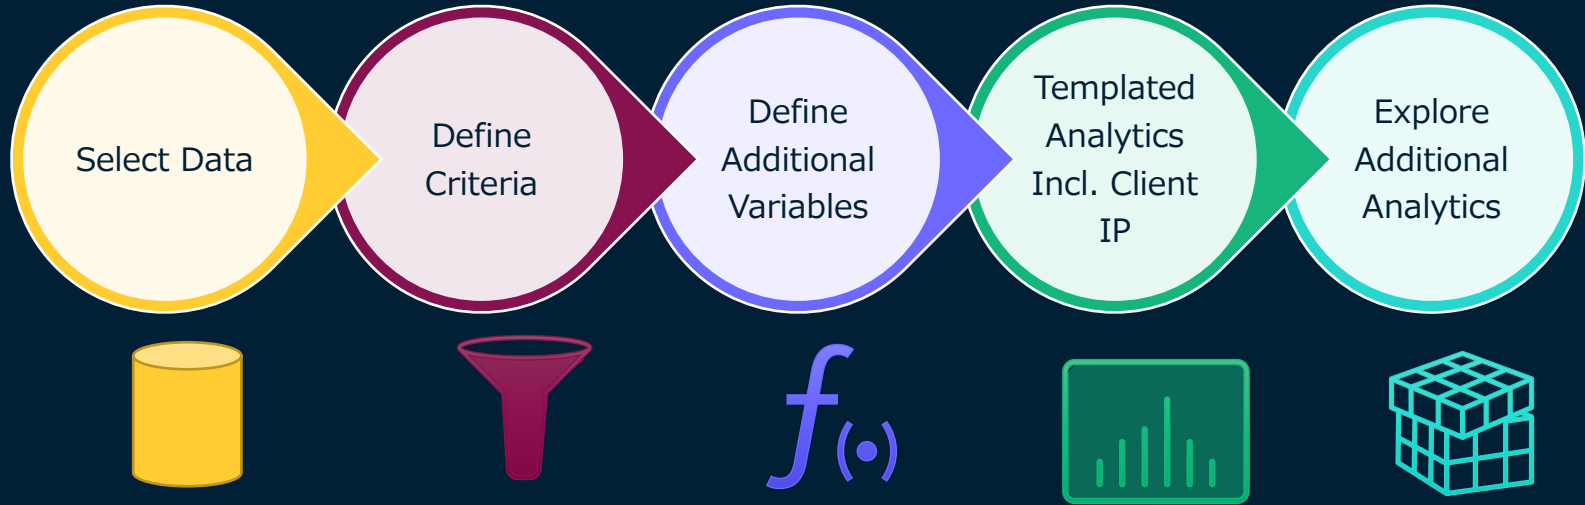 Select Data
Define
Criteria
Define
Additional
Variables
Templated
Analytics
Incl. Client
IP
Explore
Additional
Analytics
f(•)